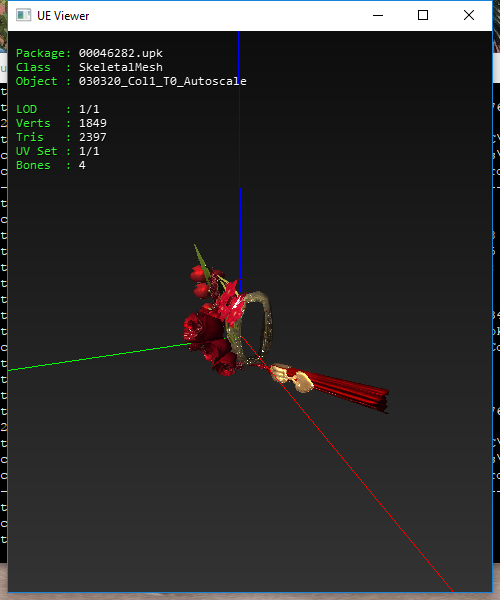 UE Viewer
Package: 00046282.upk
Class : SkeletalMesh
Object : 030320_Col1_T0_Autoscale
LOD : 1/1
Verts : 1849
Tris : 2397
UV Set : 1/1
Bones : 4